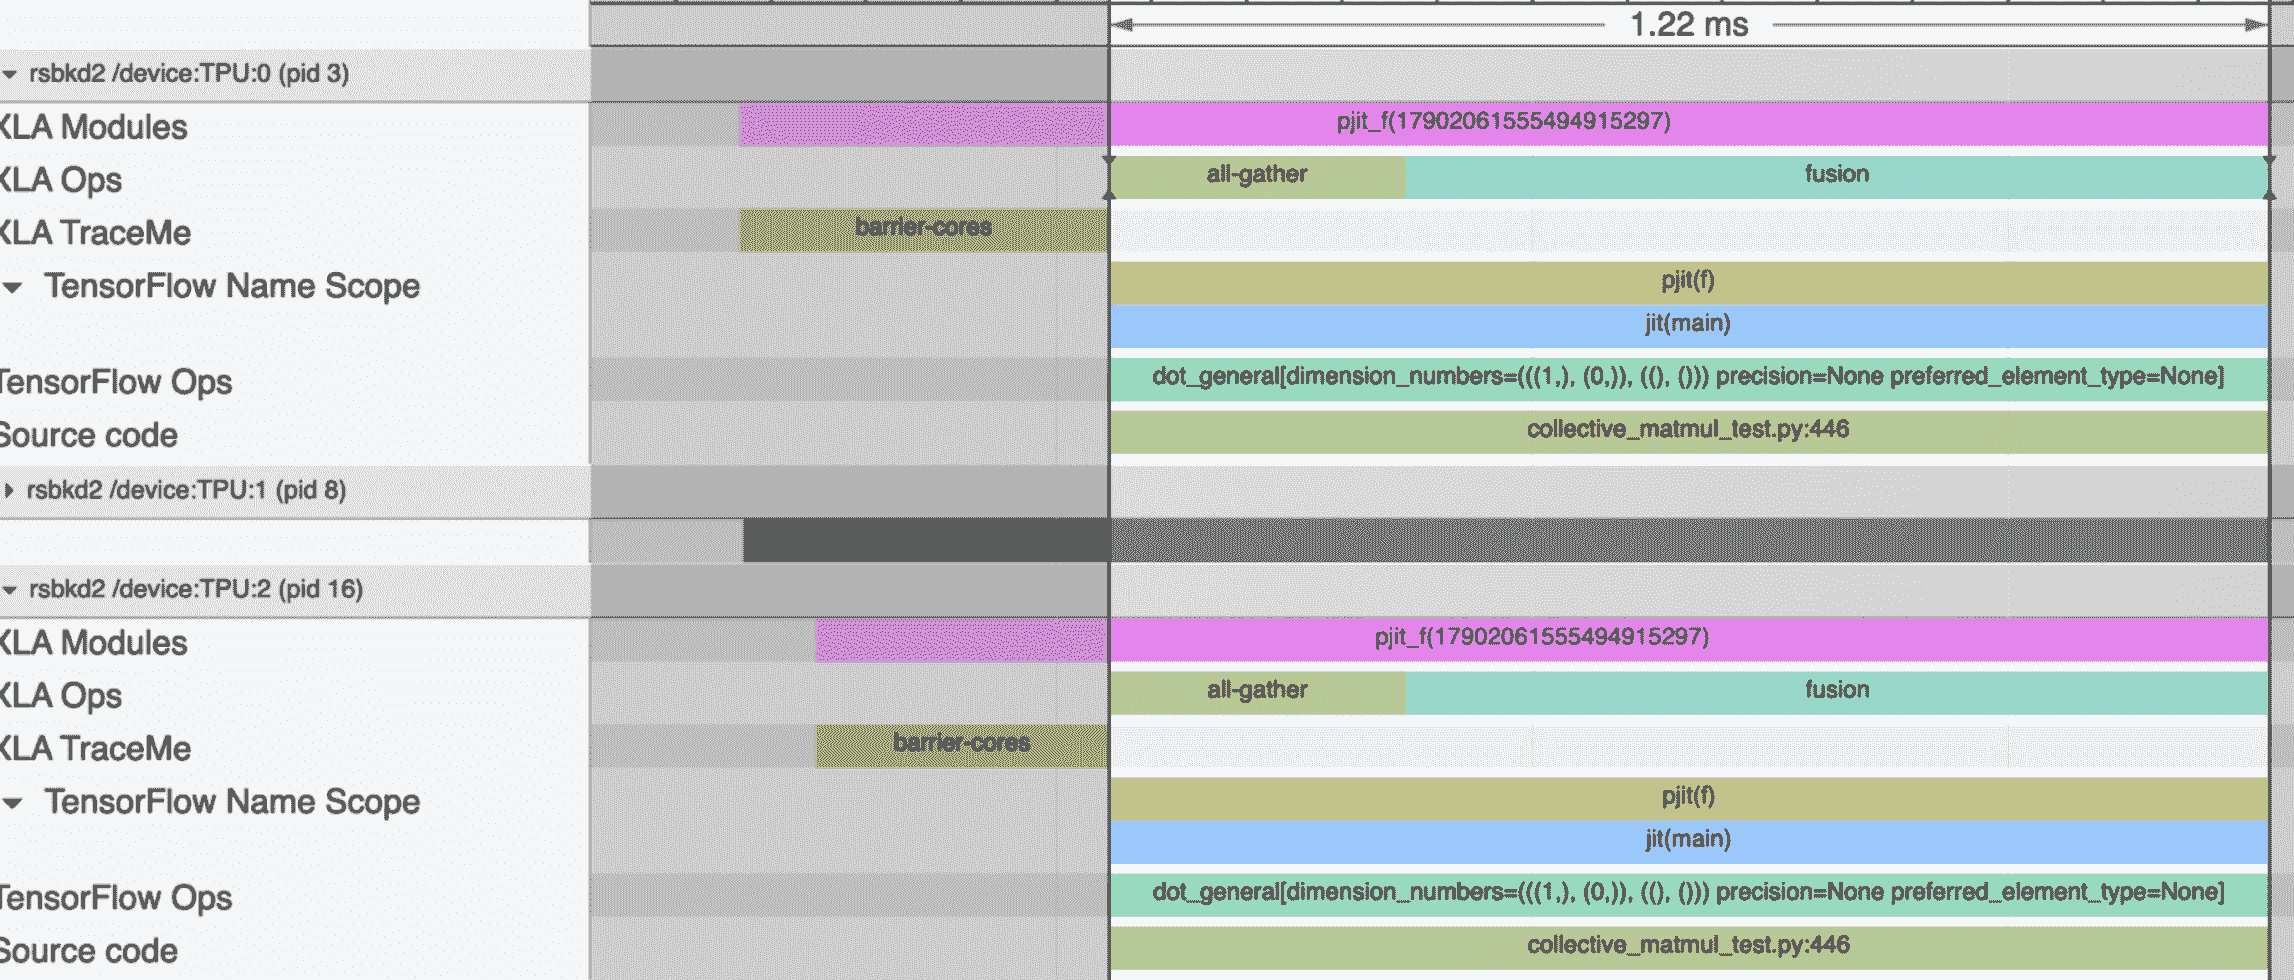 1.22 ms
rsbkd2 /device:TPU:0 (pid 3)
XLA Modules
pjit_f(17902061555494915297)
XLA Ops
all-gather
fusion
XLA TraceMe
barrier-cores
TensorFlow Name Scope
pjit(f)
jit(main)
TensorFlow Ops
dot_general[dimension_numbers=(((1,), (0,)), ((), ())) precision=None preferred_element_type=None]
Source code
collective_matmul_test.py:446
rsbkd2 /device:TPU:1 (pid 8)
rsbkd2 /device:TPU:2 (pid 16)
XLA Modules
pjit_f(17902061555494915297)
XLA Ops
all-gather
fusion
XLA TraceMe
barrier-cores
TensorFlow Name Scope
pjit(f)
jit(main)
TensorFlow Ops
dot_general[dimension_numbers=(((1,), (0,)), ((), ())) precision=None preferred_element_type=None]
Source code
collective_matmul_test.py:446